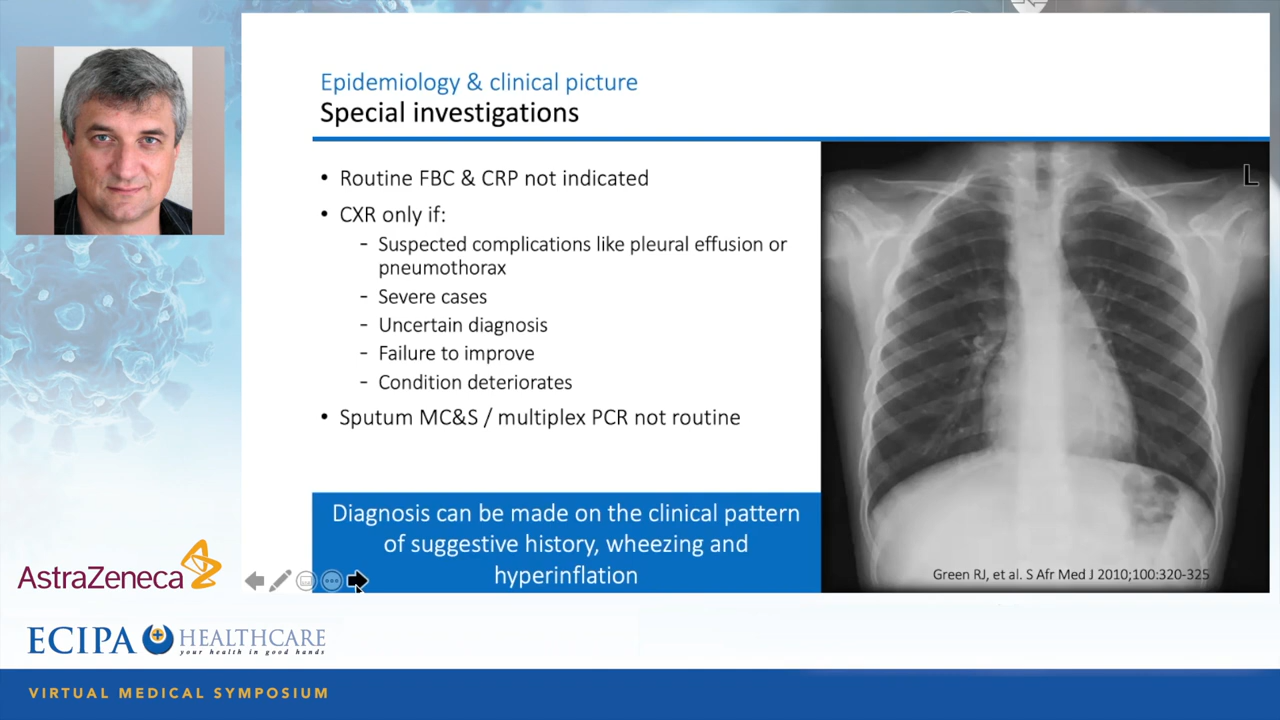 Epidemiology & clinical picture
Special investigations
• Routine FBC & CRP not indicated
• CXR only if:
– Suspected complications like pleural effusion or
pneumothorax
– Severe cases
– Uncertain diagnosis
– Failure to improve
– Condition deteriorates
• Sputum MC&S / multiplex PCR not routine
Diagnosis can be made on the clinical pattern
of suggestive history, wheezing and
hyperinflation
L
Green RJ, et al. S Afr Med J 2010;100:320-325
AstraZeneca
ECIPA HEALTHCARE
your health in good hands
VIRTUAL MEDICAL SYMPOSIUM